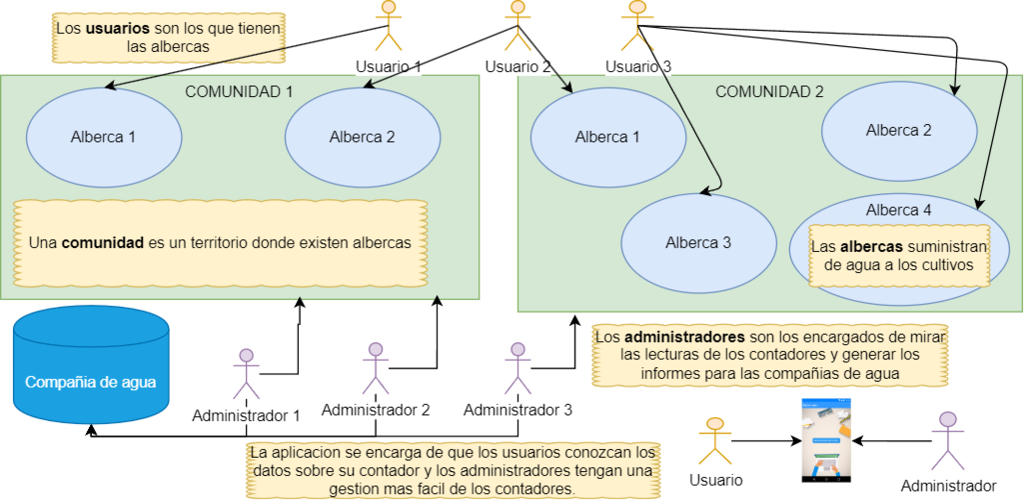 Los usuarios son los que tienen
las albercas
Usuario 1
Usuario 2
Usuario 3
COMUNIDAD 1
COMUNIDAD 2
Alberca 1
Alberca 2
Alberca 1
Alberca 2
Alberca 3
Alberca 4
Una comunidad es un territorio donde existen albercas
Las albercas suministran
de agua a los cultivos
Compañia de agua
Administrador 1
Administrador 2
Administrador 3
Los administradores son los encargados de mirar
las lecturas de los contadores y generar los
informes para las compañias de agua
La aplicacion se encarga de que los usuarios conozcan los
datos sobre su contador y los administradores tengan una
gestion mas facil de los contadores.
Usuario
Administrador